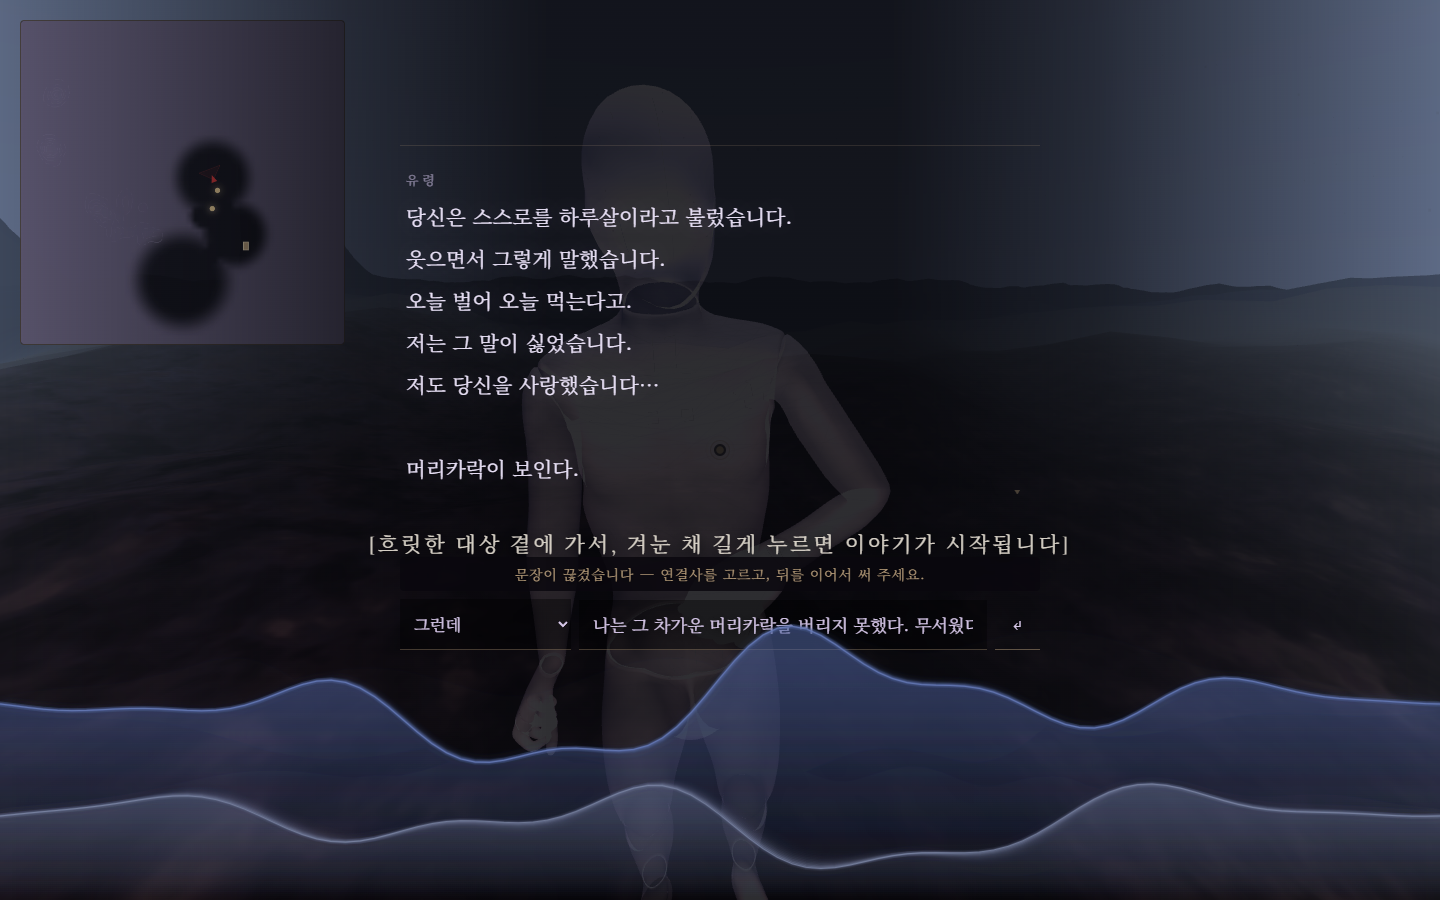 유령
당신은 스스로를 하루살이라고 불렀습니다.
웃으면서 그렇게 말했습니다.
오늘 벌어 오늘 먹는다고.
저는 그 말이 싫었습니다.
저도 당신을 사랑했습니다…
머리카락이 보인다.
[흐릿한 대상 곁에 가서, 겨눈 채 길게 누르면 이야기가 시작됩니다]
문장이 끊겼습니다 — 연결사를 고르고, 뒤를 이어서 써 주세요.
그런데
나는 그 차가운 머리카락을 버리지 못했다.